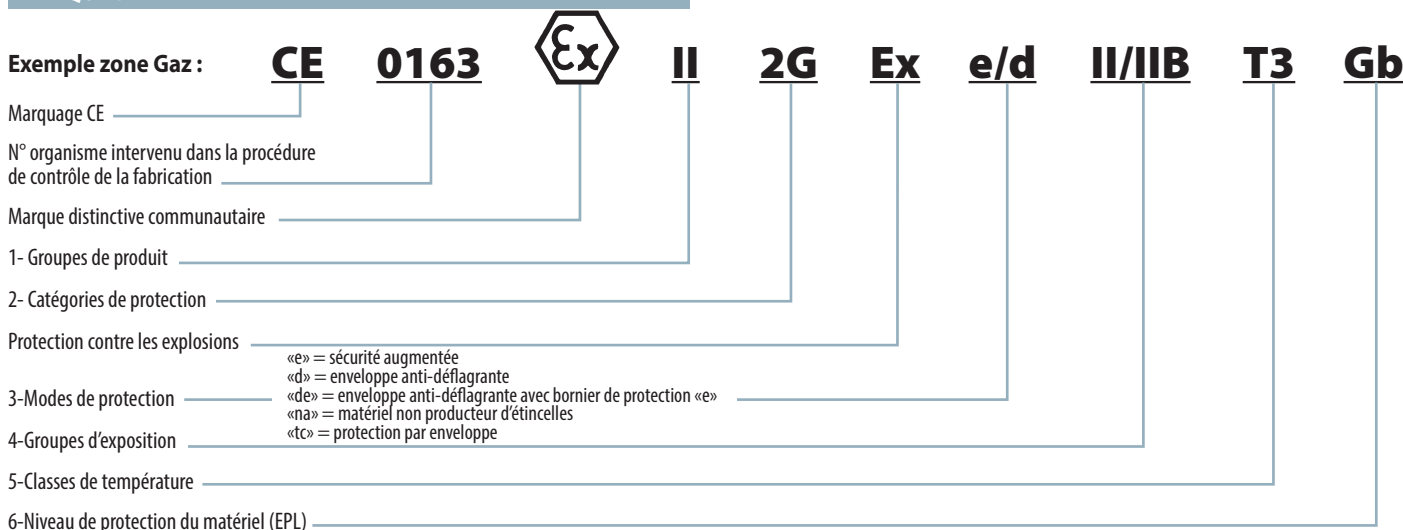 Exemple zone Gaz : CE 0163 Ex II 2G Ex e/d II/IIB T3 Gb
Marquage CE
N° organisme intervenu dans la procédure
de contrôle de la fabrication
Marque distinctive communautaire
1- Groupes de produit
2- Catégories de protection
Protection contre les explosions
«e» = sécurité augmentée
«d» = enveloppe anti-déflagrante
3-Modes de protection «de» = enveloppe anti-déflagrante avec bornier de protection «e»
«na» = matériel non producteur d'étincelles
«tc» = protection par enveloppe
4-Groupes d'exposition
5-Classes de température
6-Niveau de protection du matériel (EPL)